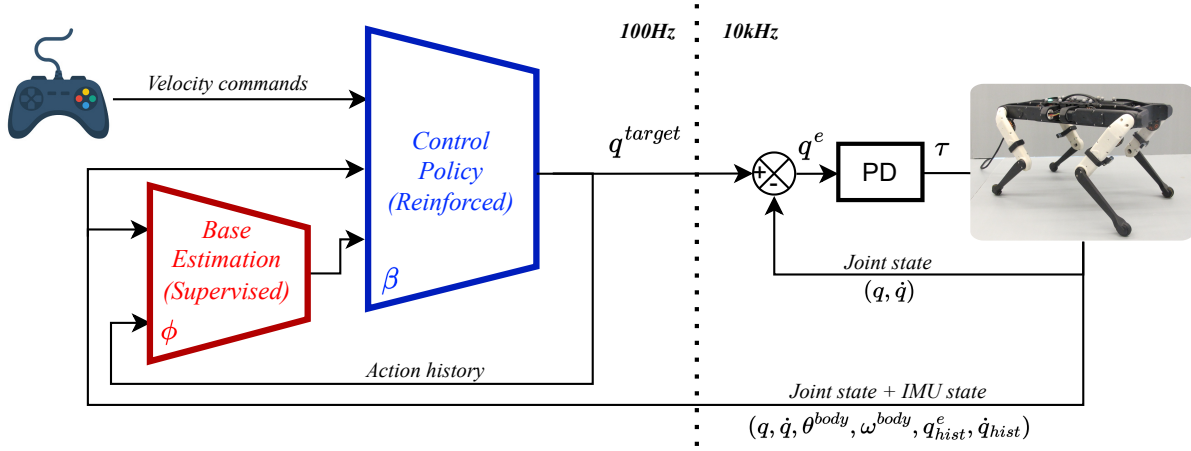 100Hz
10kHz
Velocity commands
Control
Policy
(Reinforced)
β
Base
Estimation
(Supervised)
ϕ
q^{target}
+
-
q^e
PD
τ
Joint state
(q, q̇)
Action history
Joint state + IMU state
(q, q̇, θ^{body}, ω^{body}, q^e_{hist}, q̇_{hist})